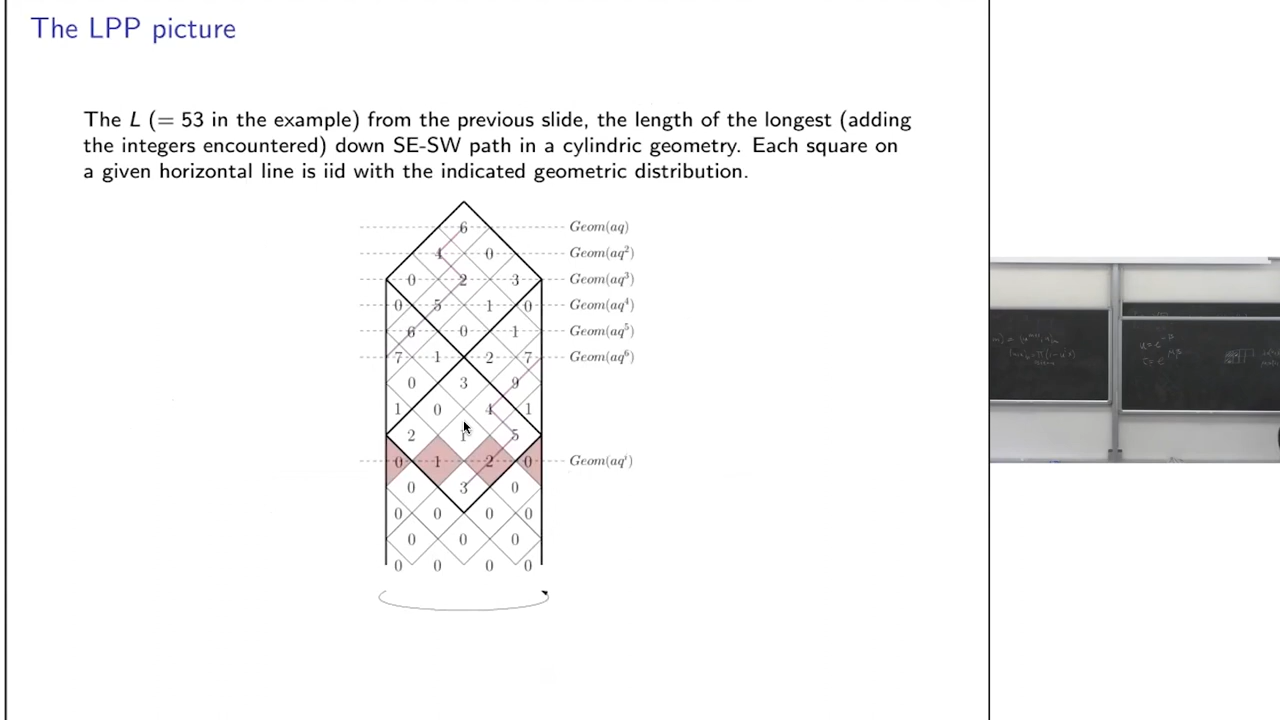 The LPP picture
The L (= 53 in the example) from the previous slide, the length of the longest (adding
the integers encountered) down SE-SW path in a cylindric geometry. Each square on
a given horizontal line is iid with the indicated geometric distribution.
6 Geom(aq)
4 0 Geom(aq²)
0 2 3 Geom(aq³)
0 5 1 0 Geom(aq⁴)
6 0 1 Geom(aq⁵)
7 1 2 7 Geom(aq⁶)
0 3 9
1 0 4 1
2 1 5
0 1 2 0 Geom(aqⁱ)
0 3 0
0 0 0 0
0 0 0
0 0 0 0